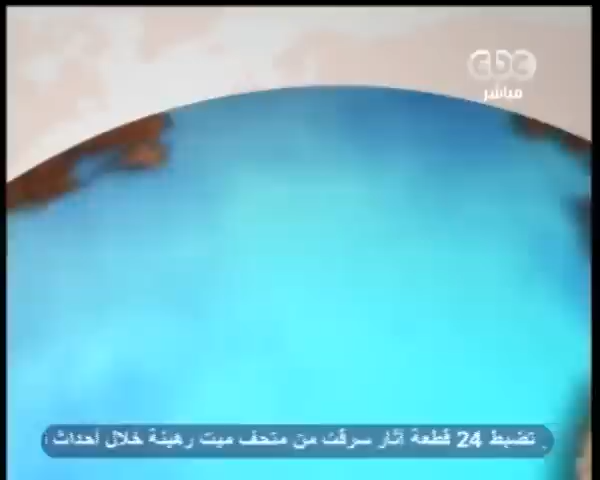 CBC
مباشر
تضبط 24 قطعة آثار سرقت من متحف ميت رهينة خلال أحداث